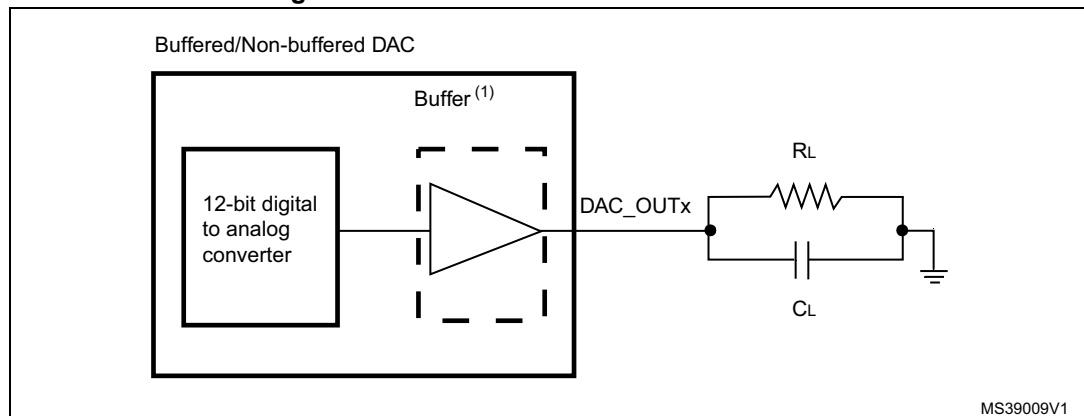 Buffered/Non-buffered DAC
Buffer (1)
12-bit digital
to analog
converter
DAC_OUTx
RL
CL
MS39009V1